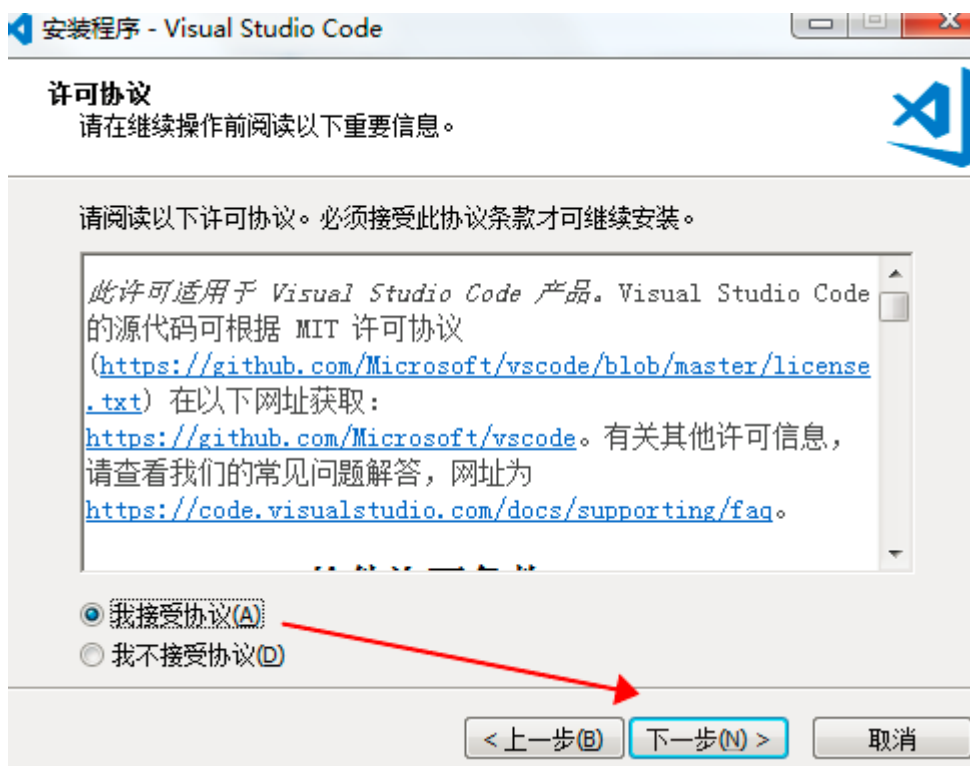 安装程序 - Visual Studio Code
许可协议
请在继续操作前阅读以下重要信息。
请阅读以下许可协议。必须接受此协议条款才可继续安装。
此许可适用于 Visual Studio Code 产品。Visual Studio Code
的源代码可根据 MIT 许可协议
(https://github.com/Microsoft/vscode/blob/master/license
.txt) 在以下网址获取：
https://github.com/Microsoft/vscode。有关其他许可信息，
请查看我们的常见问题解答，网址为
https://code.visualstudio.com/docs/supporting/faq。
我接受协议(A)
我不接受协议(D)
<上一步(B)
下一步(N) >
取消